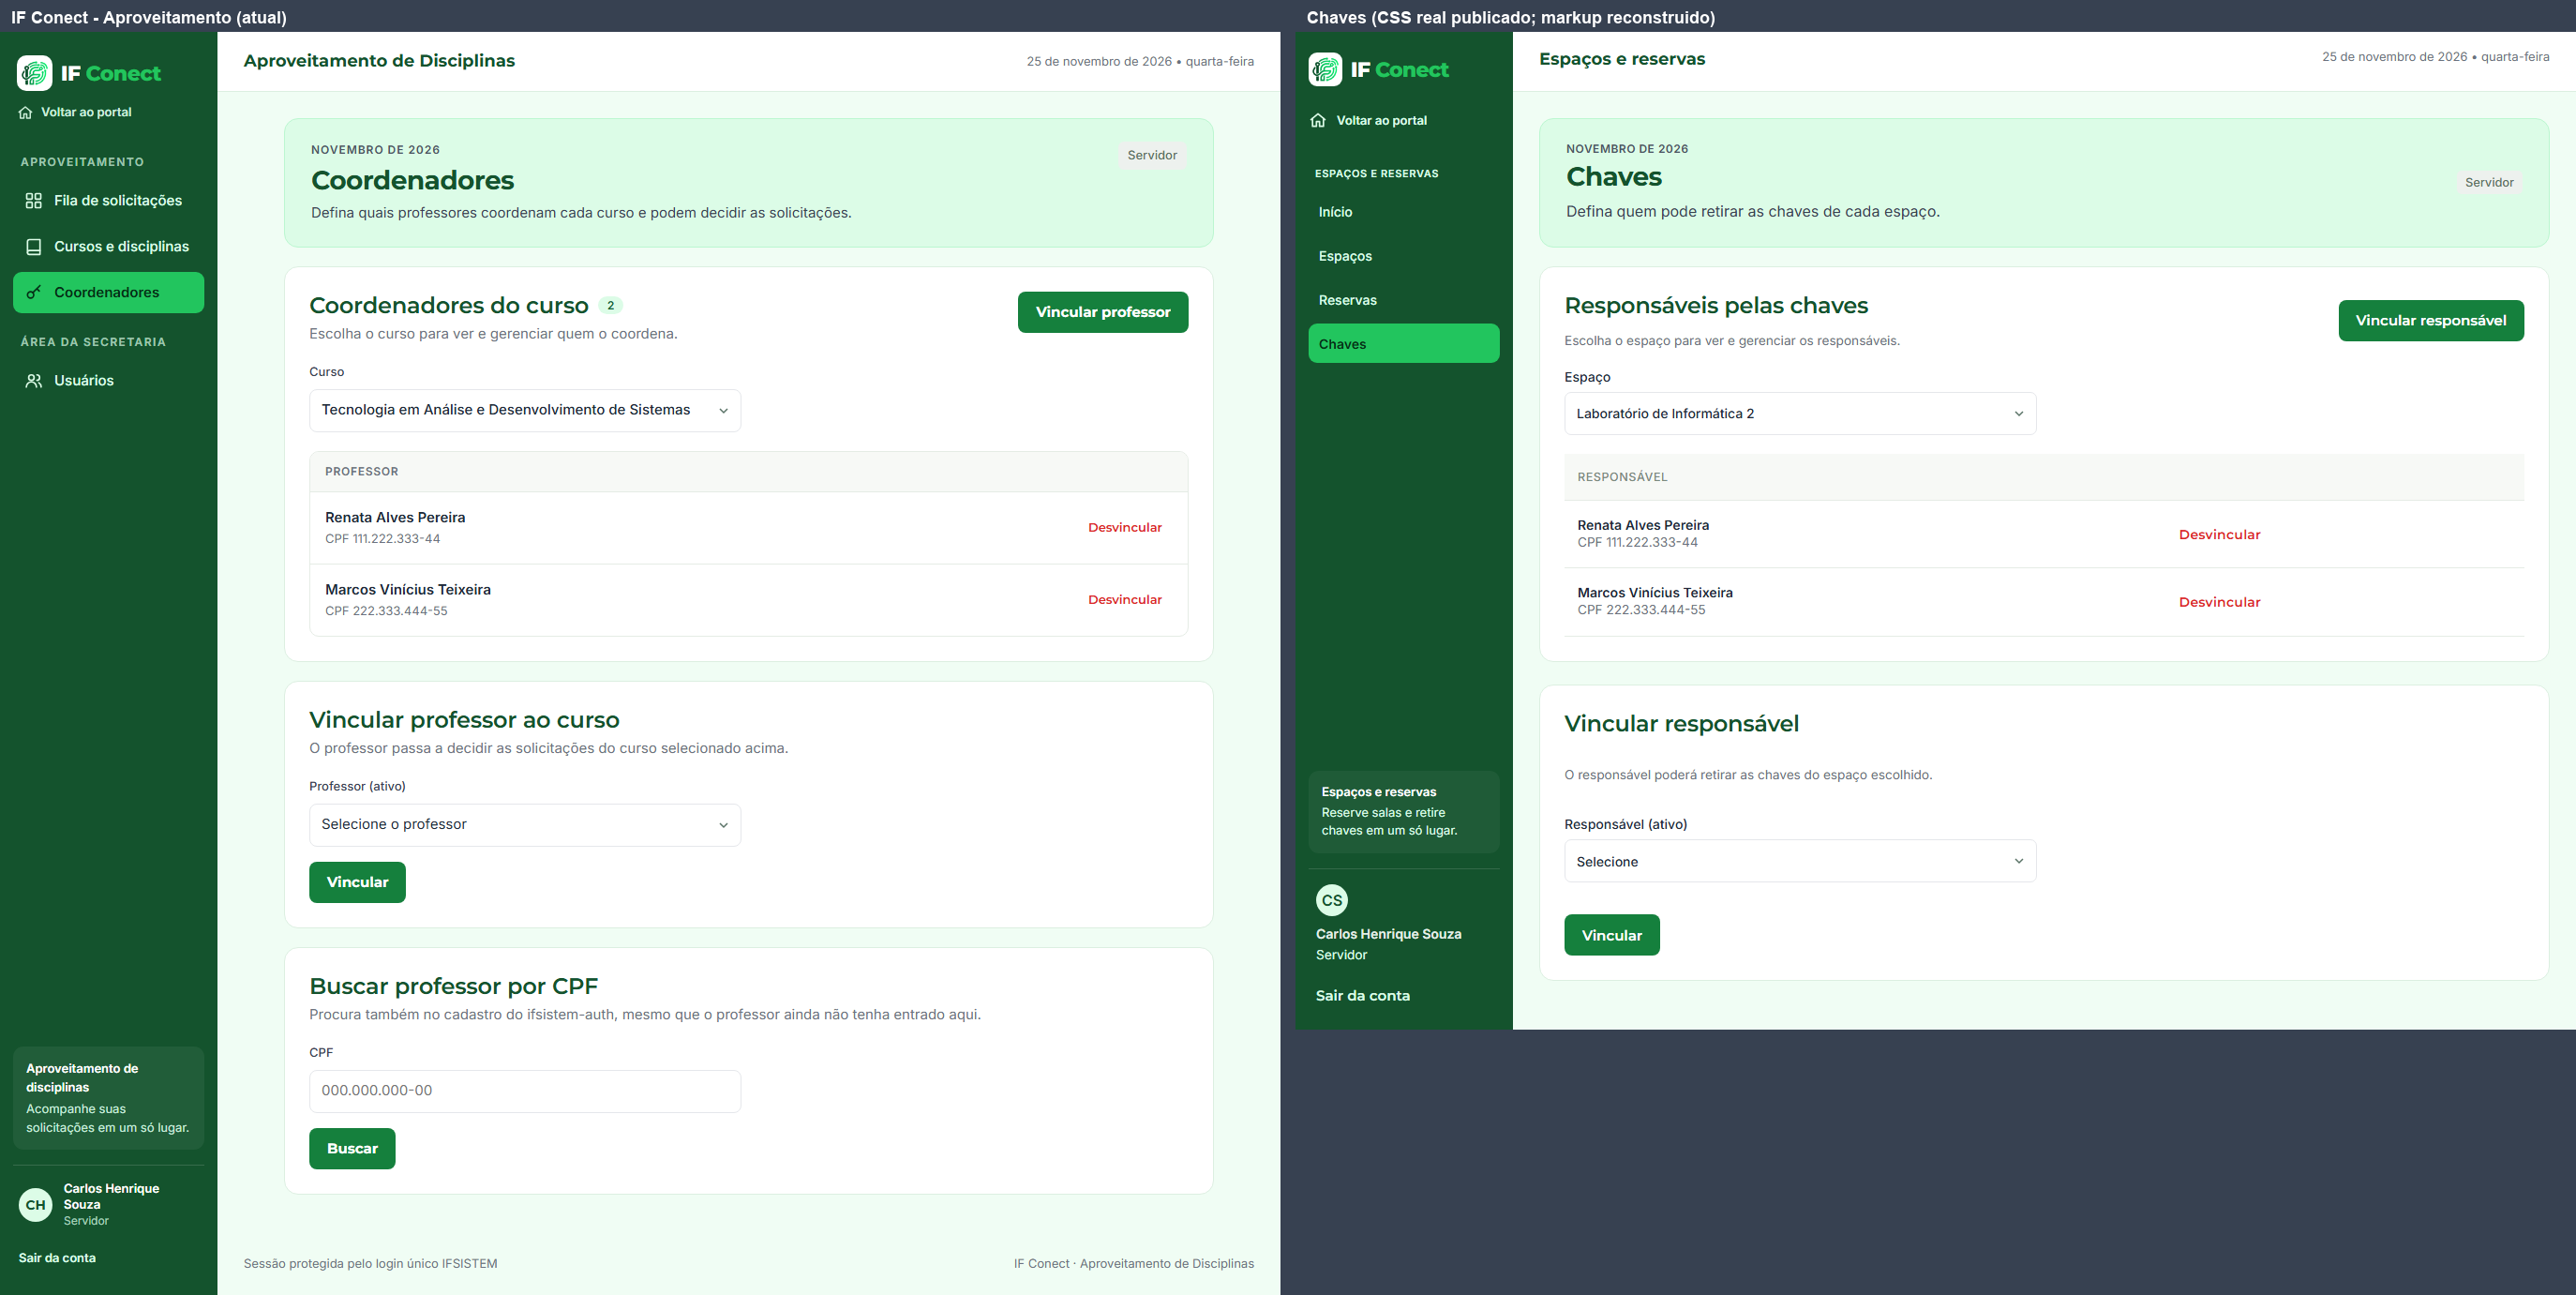 IF Conect - Aproveitamento (atual)
IF Conect
Voltar ao portal
APROVEITAMENTO
Fila de solicitações
Cursos e disciplinas
Coordenadores
ÁREA DA SECRETARIA
Usuários
Aproveitamento de
disciplinas
Acompanhe suas
solicitações em um só lugar.
CH
Carlos Henrique
Souza
Servidor
Sair da conta
Aproveitamento de Disciplinas
25 de novembro de 2026 • quarta-feira
NOVEMBRO DE 2026
Coordenadores
Defina quais professores coordenam cada curso e podem decidir as solicitações.
Servidor
Coordenadores do curso 2
Escolha o curso para ver e gerenciar quem o coordena.
Vincular professor
Curso
Tecnologia em Análise e Desenvolvimento de Sistemas
PROFESSOR
Renata Alves Pereira
CPF 111.222.333-44
Desvincular
Marcos Vinícius Teixeira
CPF 222.333.444-55
Desvincular
Vincular professor ao curso
O professor passa a decidir as solicitações do curso selecionado acima.
Professor (ativo)
Selecione o professor
Vincular
Buscar professor por CPF
Procura também no cadastro do ifsistem-auth, mesmo que o professor ainda não tenha entrado aqui.
CPF
000.000.000-00
Buscar
Sessão protegida pelo login único IFSISTEM
IF Conect · Aproveitamento de Disciplinas
Chaves (CSS real publicado; markup reconstruido)
IF Conect
Voltar ao portal
ESPAÇOS E RESERVAS
Início
Espaços
Reservas
Chaves
Espaços e reservas
Reserve salas e retire
chaves em um só lugar.
CS
Carlos Henrique Souza
Servidor
Sair da conta
Espaços e reservas
25 de novembro de 2026 • quarta-feira
NOVEMBRO DE 2026
Chaves
Defina quem pode retirar as chaves de cada espaço.
Servidor
Responsáveis pelas chaves
Escolha o espaço para ver e gerenciar os responsáveis.
Vincular responsável
Espaço
Laboratório de Informática 2
RESPONSÁVEL
Renata Alves Pereira
CPF 111.222.333-44
Desvincular
Marcos Vinícius Teixeira
CPF 222.333.444-55
Desvincular
Vincular responsável
O responsável poderá retirar as chaves do espaço escolhido.
Responsável (ativo)
Selecione
Vincular